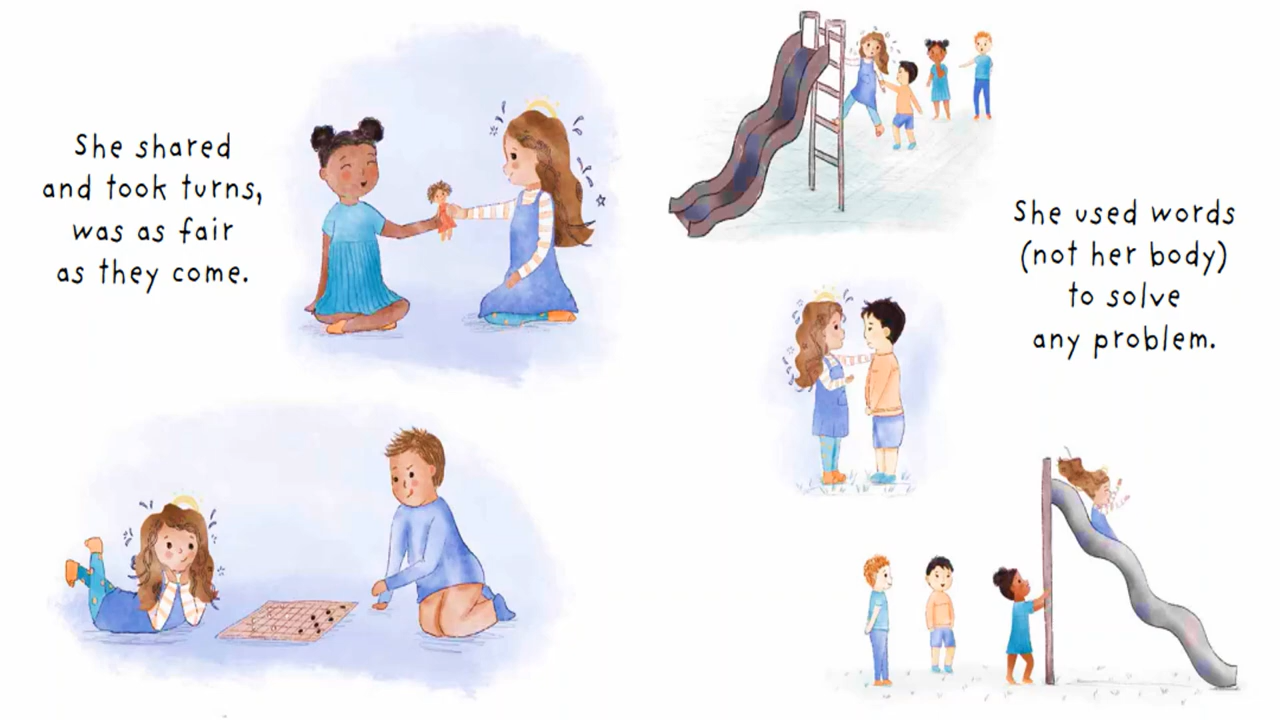 She shared
and took turns,
was as fair
as they come.
She used words
(not her body)
to solve
any problem.